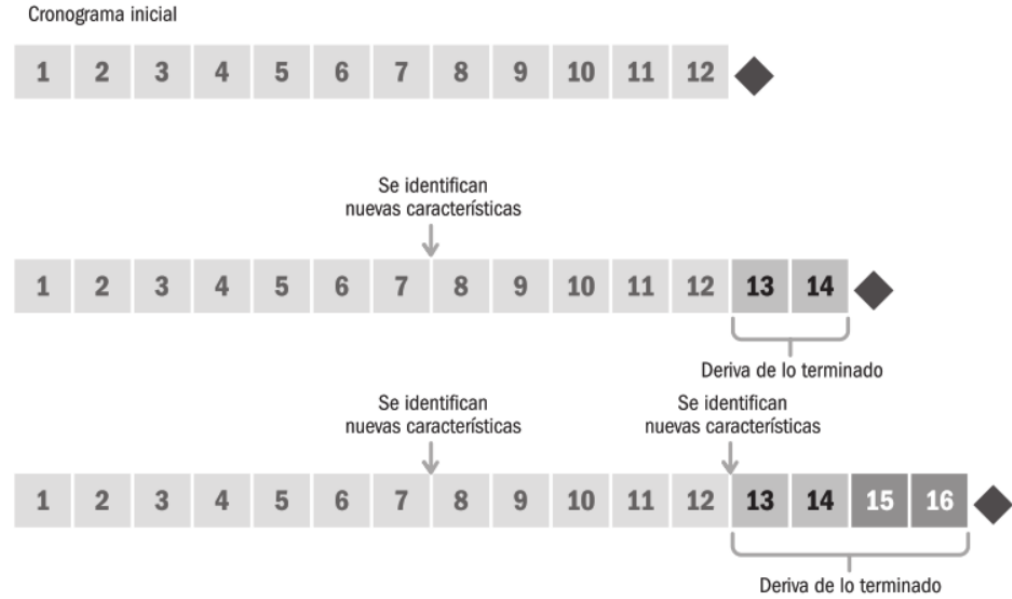 Cronograma inicial
1 2 3 4 5 6 7 8 9 10 11 12
Se identifican
nuevas características
1 2 3 4 5 6 7 8 9 10 11 12 13 14
Deriva de lo terminado
Se identifican
nuevas características
Se identifican
nuevas características
1 2 3 4 5 6 7 8 9 10 11 12 13 14 15 16
Deriva de lo terminado